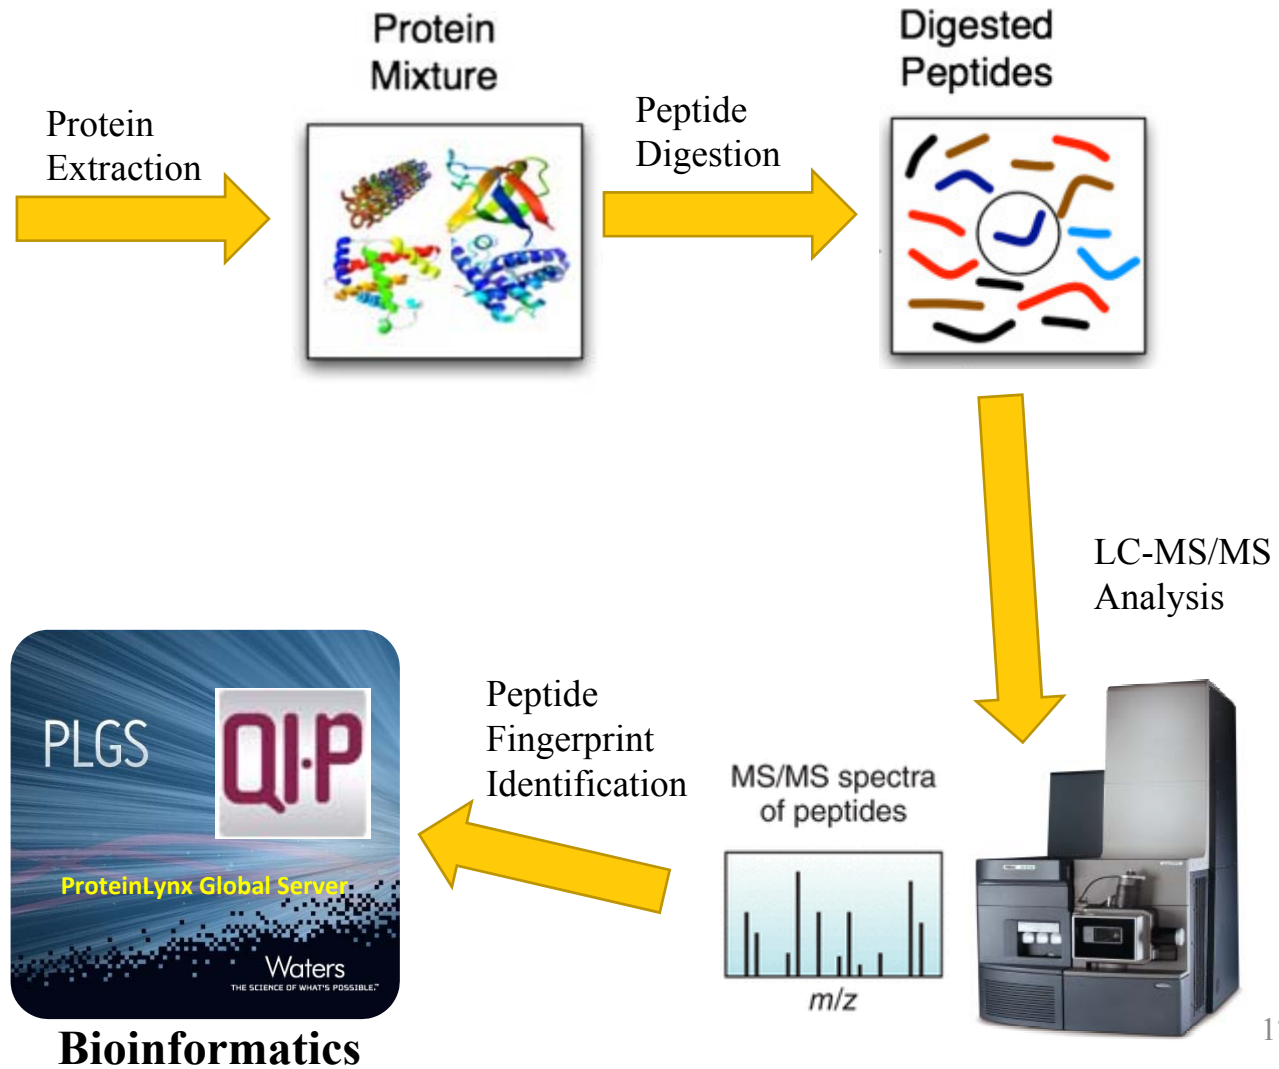 Protein
Extraction
Protein
Mixture
Peptide
Digestion
Digested
Peptides
LC-MS/MS
Analysis
MS/MS spectra
of peptides
m/z
Peptide
Fingerprint
Identification
PLGS
QI·P
ProteinLynx Global Server
Waters
THE SCIENCE OF WHAT'S POSSIBLE.™
Bioinformatics